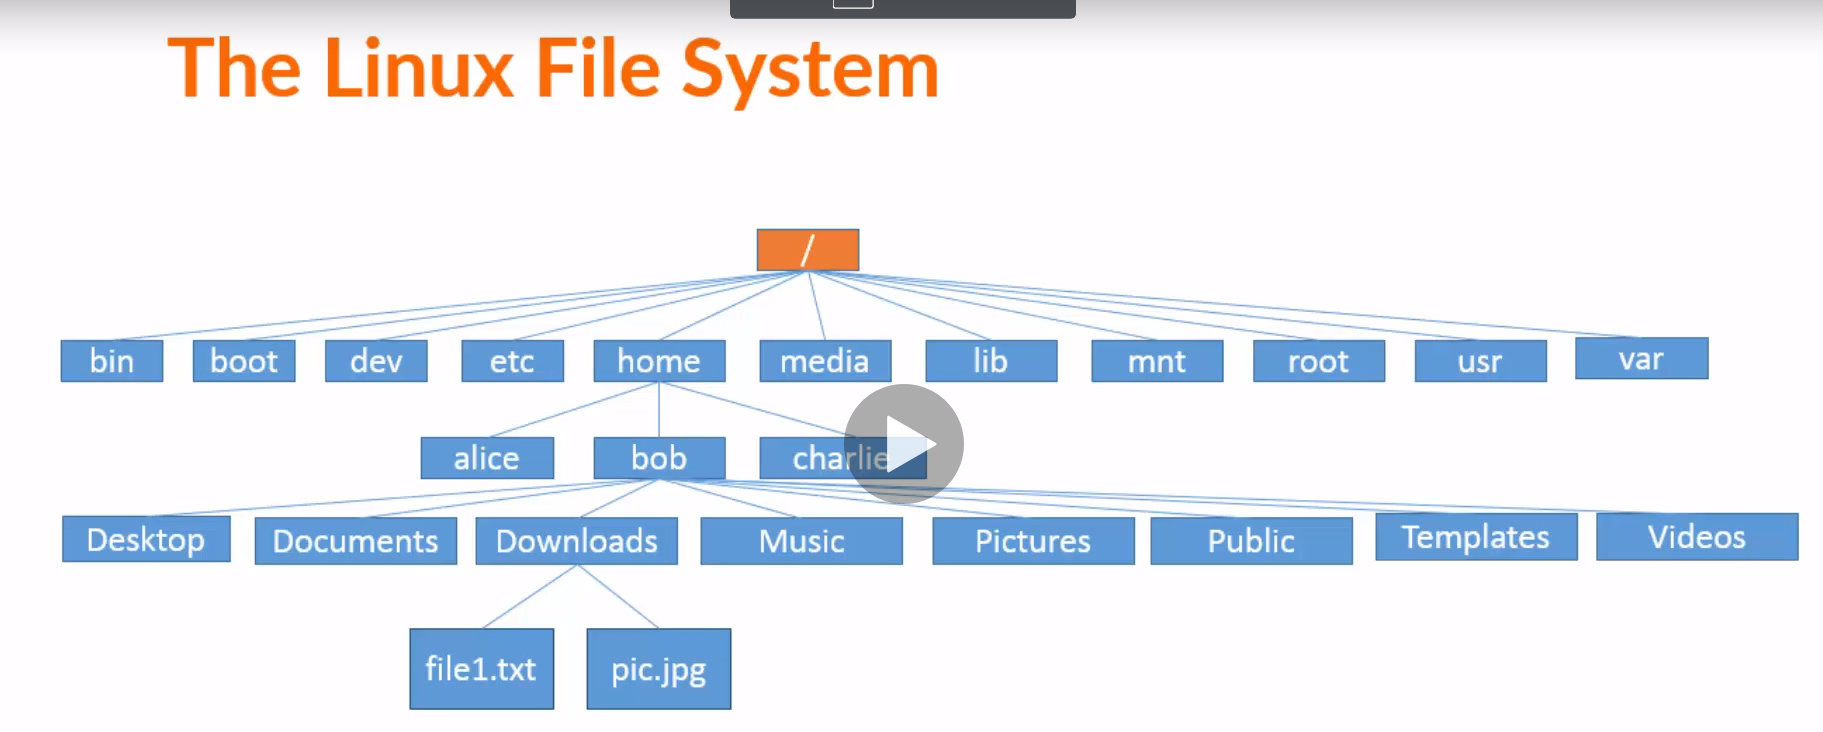 The Linux File System
/
bin boot dev etc home media lib mnt root usr var
alice bob charlie
Desktop Documents Downloads Music Pictures Public Templates Videos
file1.txt pic.jpg